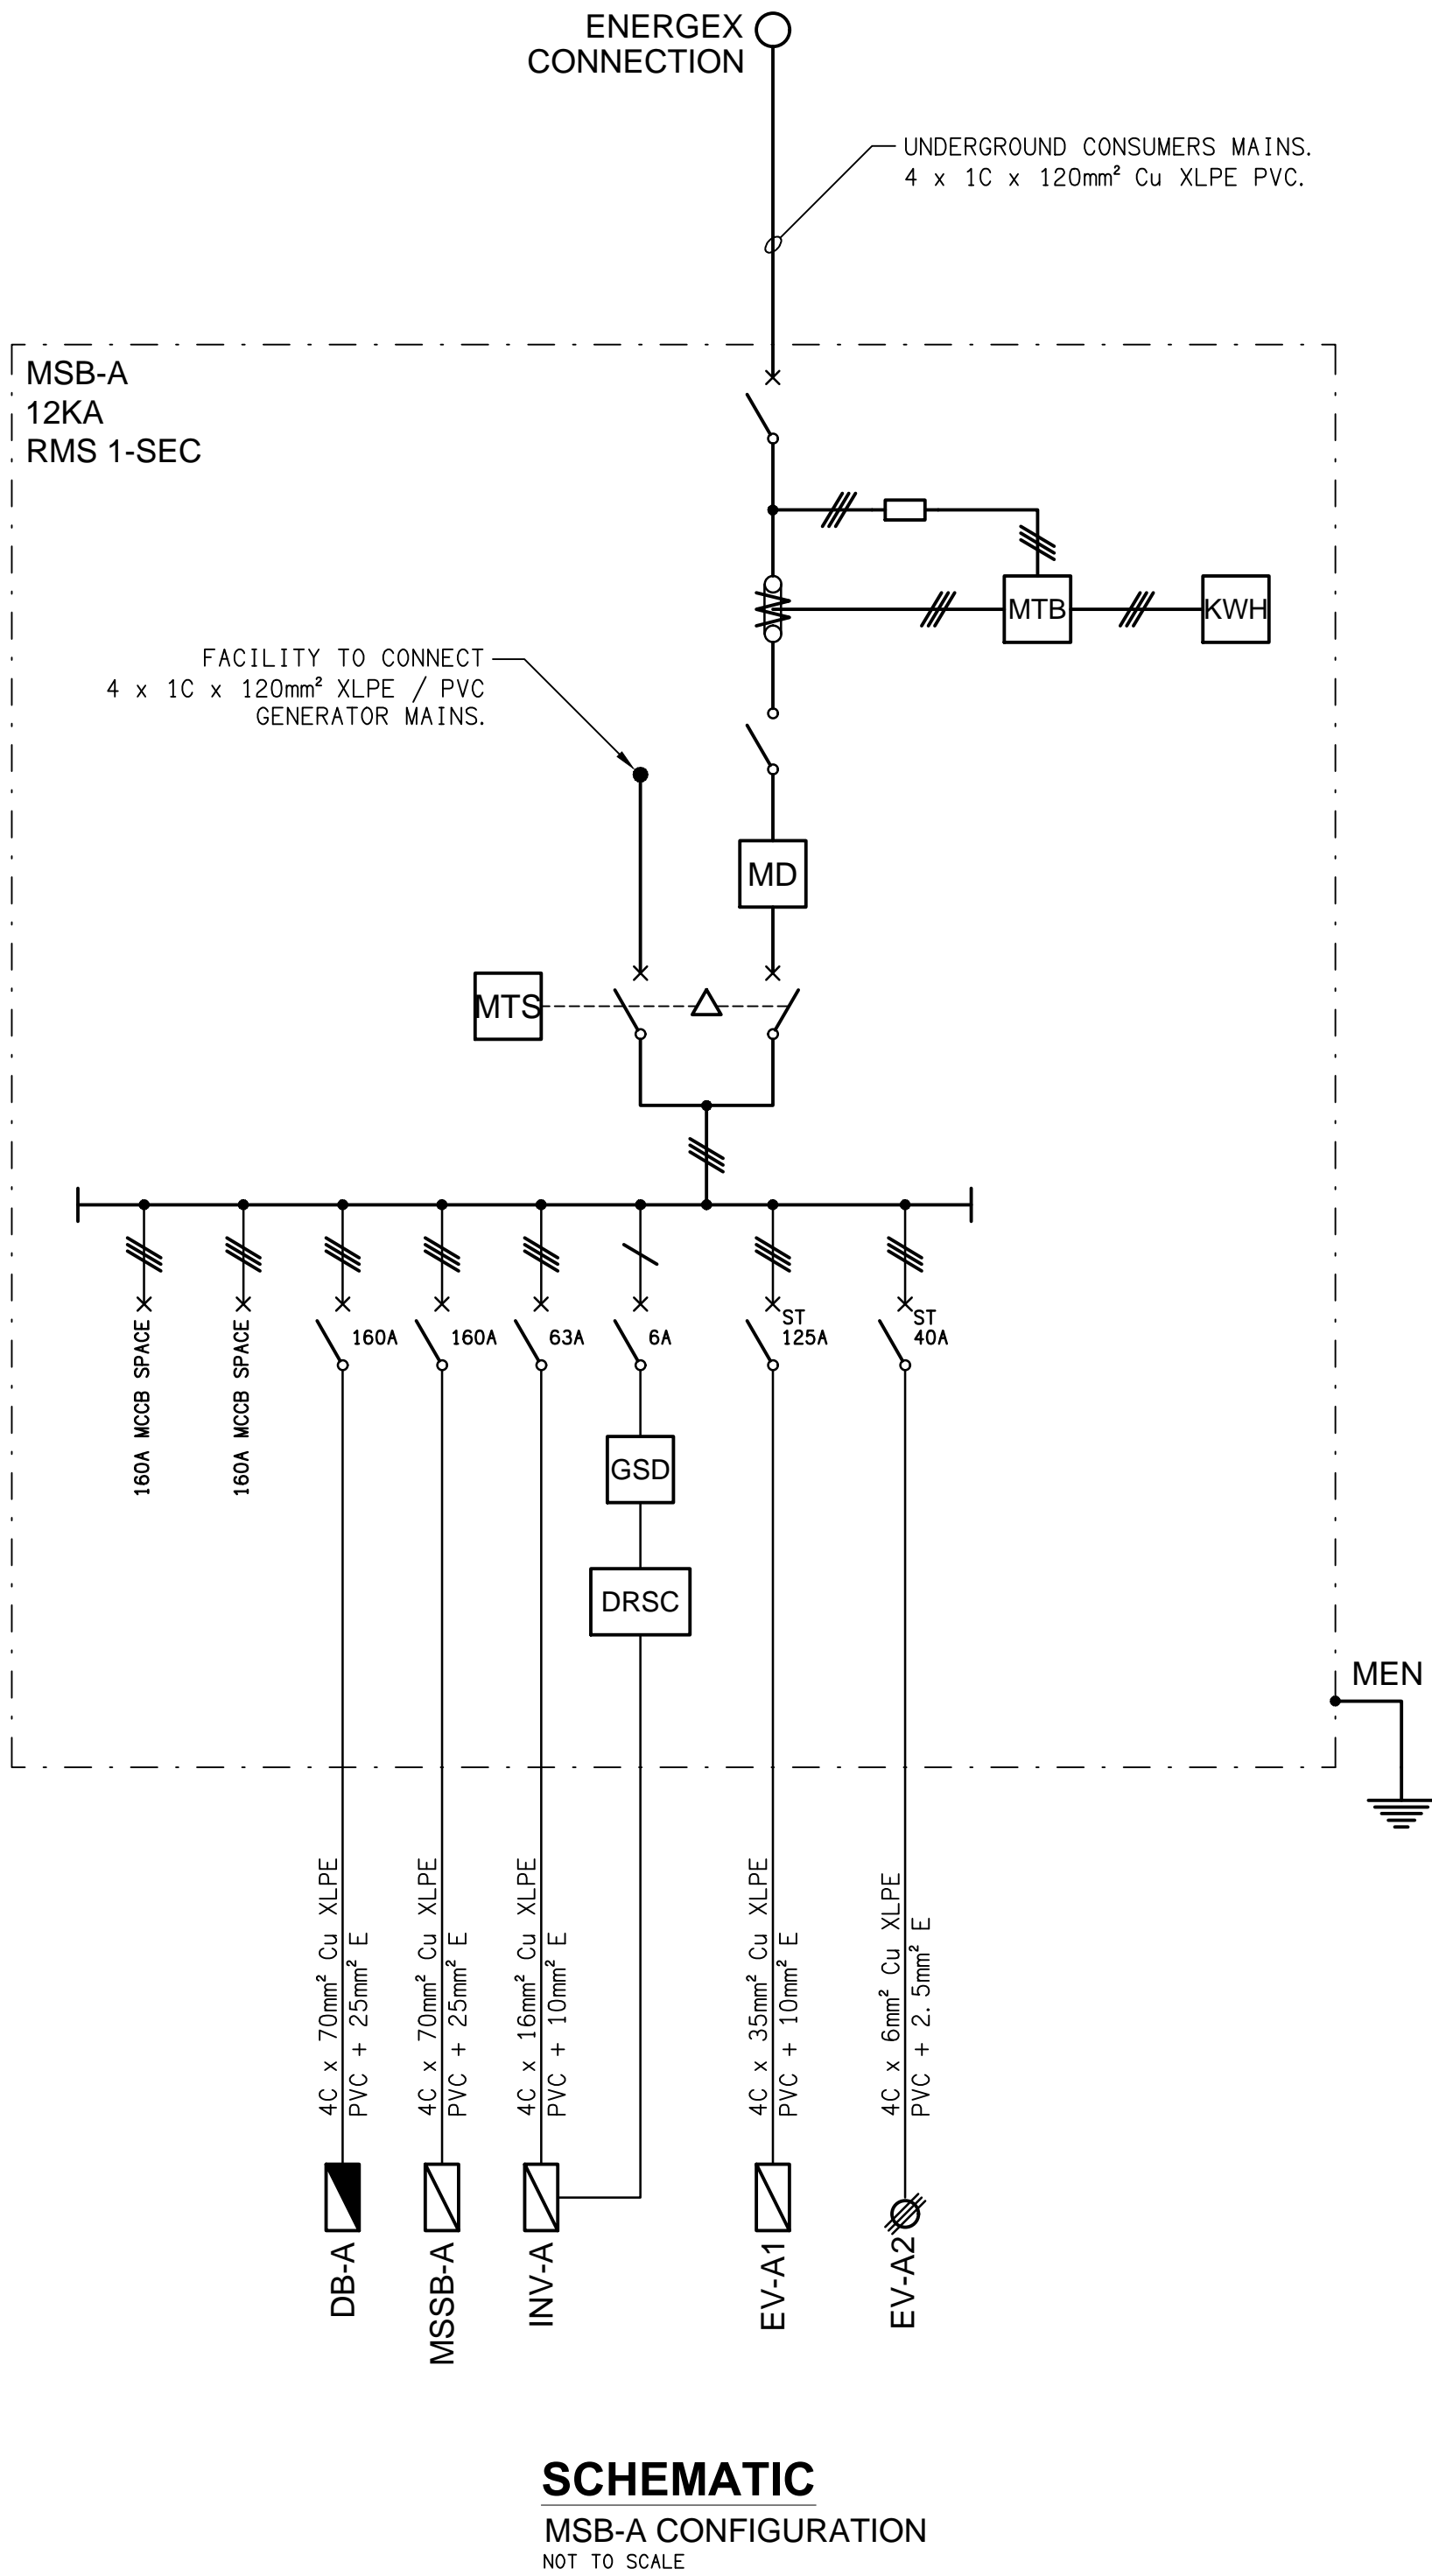 ENERGEX
CONNECTION
UNDERGROUND CONSUMERS MAINS.
4 x 1C x 120mm² Cu XLPE PVC.
MSB-A
12KA
RMS 1-SEC
MTB
KWH
FACILITY TO CONNECT
4 x 1C x 120mm² XLPE / PVC
GENERATOR MAINS.
MD
MTS
160A MCCB SPACE
160A MCCB SPACE
160A
160A
63A
6A
ST
125A
ST
40A
GSD
DRSC
MEN
4C x 70mm² Cu XLPE
PVC + 25mm² E
4C x 70mm² Cu XLPE
PVC + 25mm² E
4C x 16mm² Cu XLPE
PVC + 10mm² E
4C x 35mm² Cu XLPE
PVC + 10mm² E
4C x 6mm² Cu XLPE
PVC + 2.5mm² E
DB-A
MSSB-A
INV-A
EV-A1
EV-A2
SCHEMATIC
MSB-A CONFIGURATION
NOT TO SCALE